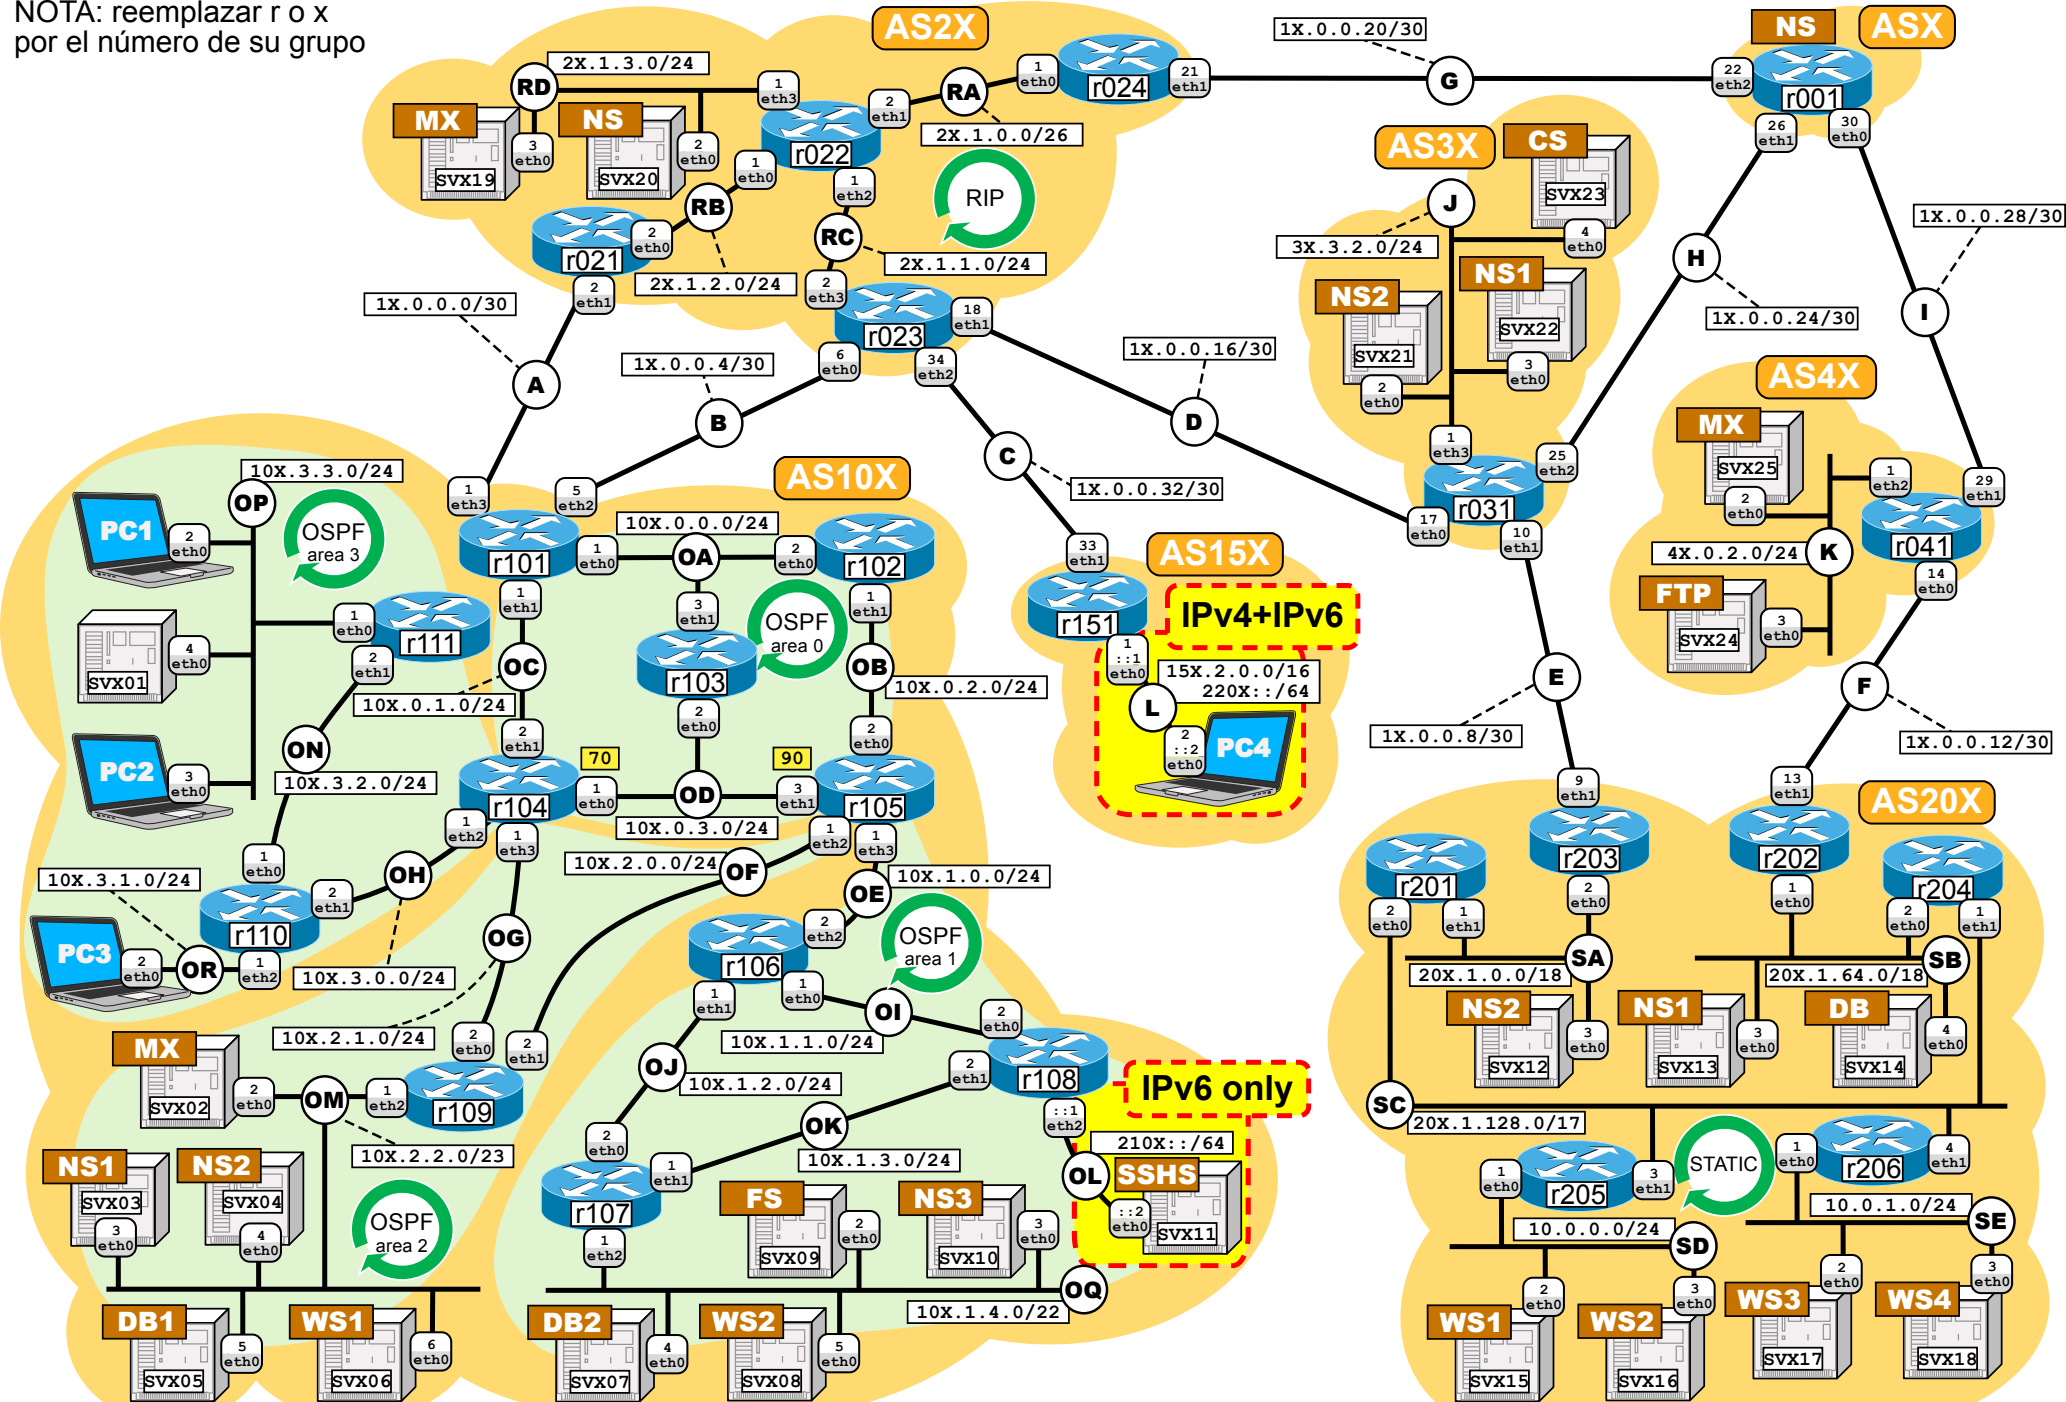 NOTA: reemplazar r o x
por el número de su grupo
AS2X
1X.0.0.20/30
NS
ASX
2X.1.3.0/24
RD
1
eth3
2
eth1
RA
1
eth0
r024
21
eth1
G
22
eth2
r001
26
eth1
30
eth0
MX
SVX19
3
eth0
NS
SVX20
2
eth0
r022
2X.1.0.0/26
1
eth0
1
eth2
RIP
RB
RC
r021
2
eth0
2
eth1
2X.1.2.0/24
2X.1.1.0/24
2
eth3
r023
18
eth1
6
eth0
34
eth2
AS3X
CS
SVX23
4
eth0
J
3X.3.2.0/24
NS2
SVX21
2
eth0
NS1
SVX22
3
eth0
1
eth3
r031
25
eth2
17
eth0
10
eth1
H
1X.0.0.24/30
1X.0.0.28/30
I
1X.0.0.0/30
A
1X.0.0.4/30
B
1X.0.0.16/30
D
C
1X.0.0.32/30
AS4X
MX
SVX25
2
eth0
1
eth2
29
eth1
r041
14
eth0
4X.0.2.0/24
K
FTP
SVX24
3
eth0
F
1X.0.0.12/30
E
1X.0.0.8/30
33
eth1
AS15X
r151
IPv4+IPv6
1
::1
eth0
15X.2.0.0/16
220X::/64
L
2
::2
eth0
PC4
AS10X
10X.3.3.0/24
OP
OSPF
area 3
PC1
2
eth0
SVX01
4
eth0
PC2
3
eth0
1
eth0
r111
2
eth1
ON
10X.3.2.0/24
1
eth3
5
eth2
r101
1
eth0
1
eth1
10X.0.0.0/24
OA
2
eth0
r102
1
eth1
3
eth1
OSPF
area 0
r103
2
eth0
OC
10X.0.1.0/24
OB
10X.0.2.0/24
2
eth1
70
90
2
eth0
r104
1
eth0
OD
3
eth1
r105
10X.0.3.0/24
1
eth2
1
eth3
1
eth2
1
eth3
10X.2.0.0/24
OF
10X.1.0.0/24
OE
OH
1
eth0
2
eth1
r110
10X.3.1.0/24
PC3
2
eth0
OR
1
eth2
10X.3.0.0/24
OG
10X.2.1.0/24
2
eth0
2
eth1
r109
1
eth2
MX
SVX02
2
eth0
OM
10X.2.2.0/23
NS1
SVX03
3
eth0
NS2
SVX04
4
eth0
OSPF
area 2
DB1
SVX05
5
eth0
WS1
SVX06
6
eth0
2
eth2
r106
OSPF
area 1
1
eth1
1
eth0
OI
10X.1.1.0/24
2
eth0
2
eth1
r108
::1
eth2
OJ
10X.1.2.0/24
OK
10X.1.3.0/24
2
eth0
1
eth1
r107
1
eth2
IPv6 only
210X::/64
OL
SSHS
::2
eth0
SVX11
FS
SVX09
2
eth0
NS3
SVX10
3
eth0
OQ
10X.1.4.0/22
DB2
SVX07
4
eth0
WS2
SVX08
5
eth0
AS20X
9
eth1
13
eth1
r203
r202
r201
r204
2
eth0
1
eth1
2
eth0
1
eth0
2
eth0
1
eth1
SA
20X.1.0.0/18
SB
20X.1.64.0/18
NS2
SVX12
3
eth0
NS1
SVX13
3
eth0
DB
SVX14
4
eth0
SC
20X.1.128.0/17
1
eth0
r205
3
eth1
STATIC
1
eth0
r206
4
eth1
10.0.0.0/24
SD
10.0.1.0/24
SE
WS1
SVX15
2
eth0
WS2
SVX16
3
eth0
WS3
SVX17
2
eth0
WS4
SVX18
3
eth0